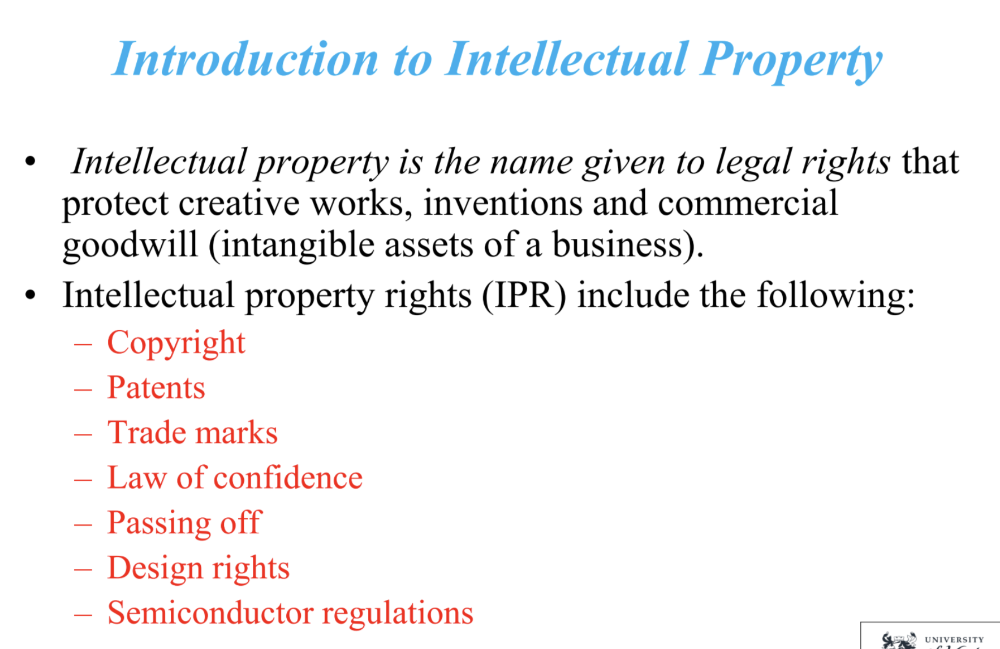 Introduction to Intellectual Property
• Intellectual property is the name given to legal rights that
protect creative works, inventions and commercial
goodwill (intangible assets of a business).
• Intellectual property rights (IPR) include the following:
– Copyright
– Patents
– Trade marks
– Law of confidence
– Passing off
– Design rights
– Semiconductor regulations
UNIVERSITY